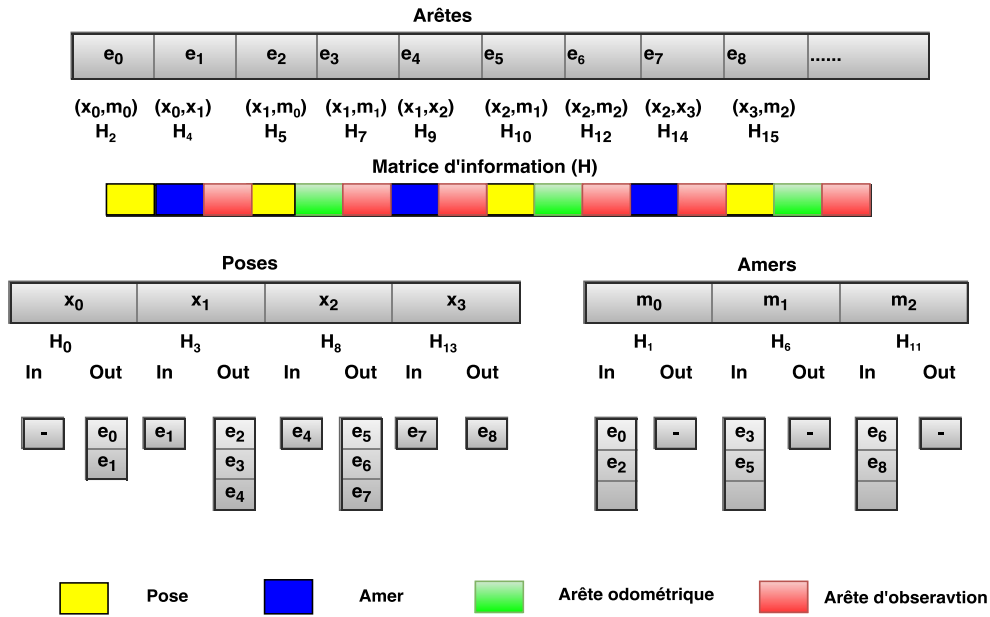 Arêtes
e0 e1 e2 e3 e4 e5 e6 e7 e8 ......
(x0,m0) (x0,x1) (x1,m0) (x1,m1) (x1,x2) (x2,m1) (x2,m2) (x2,x3) (x3,m2)
H2 H4 H5 H7 H9 H10 H12 H14 H15
Matrice d'information (H)
Poses Amers
x0 x1 x2 x3 m0 m1 m2
H0 H3 H8 H13 H1 H6 H11
In Out In Out In Out In Out In Out In Out In Out
- e0 e1 e2 e4 e5 e7 e8 e0 - e3 - e6 -
e1 e3 e6 e2 e5 e8
e4 e7
Pose Amer Arête odométrique Arête d'obseravtion